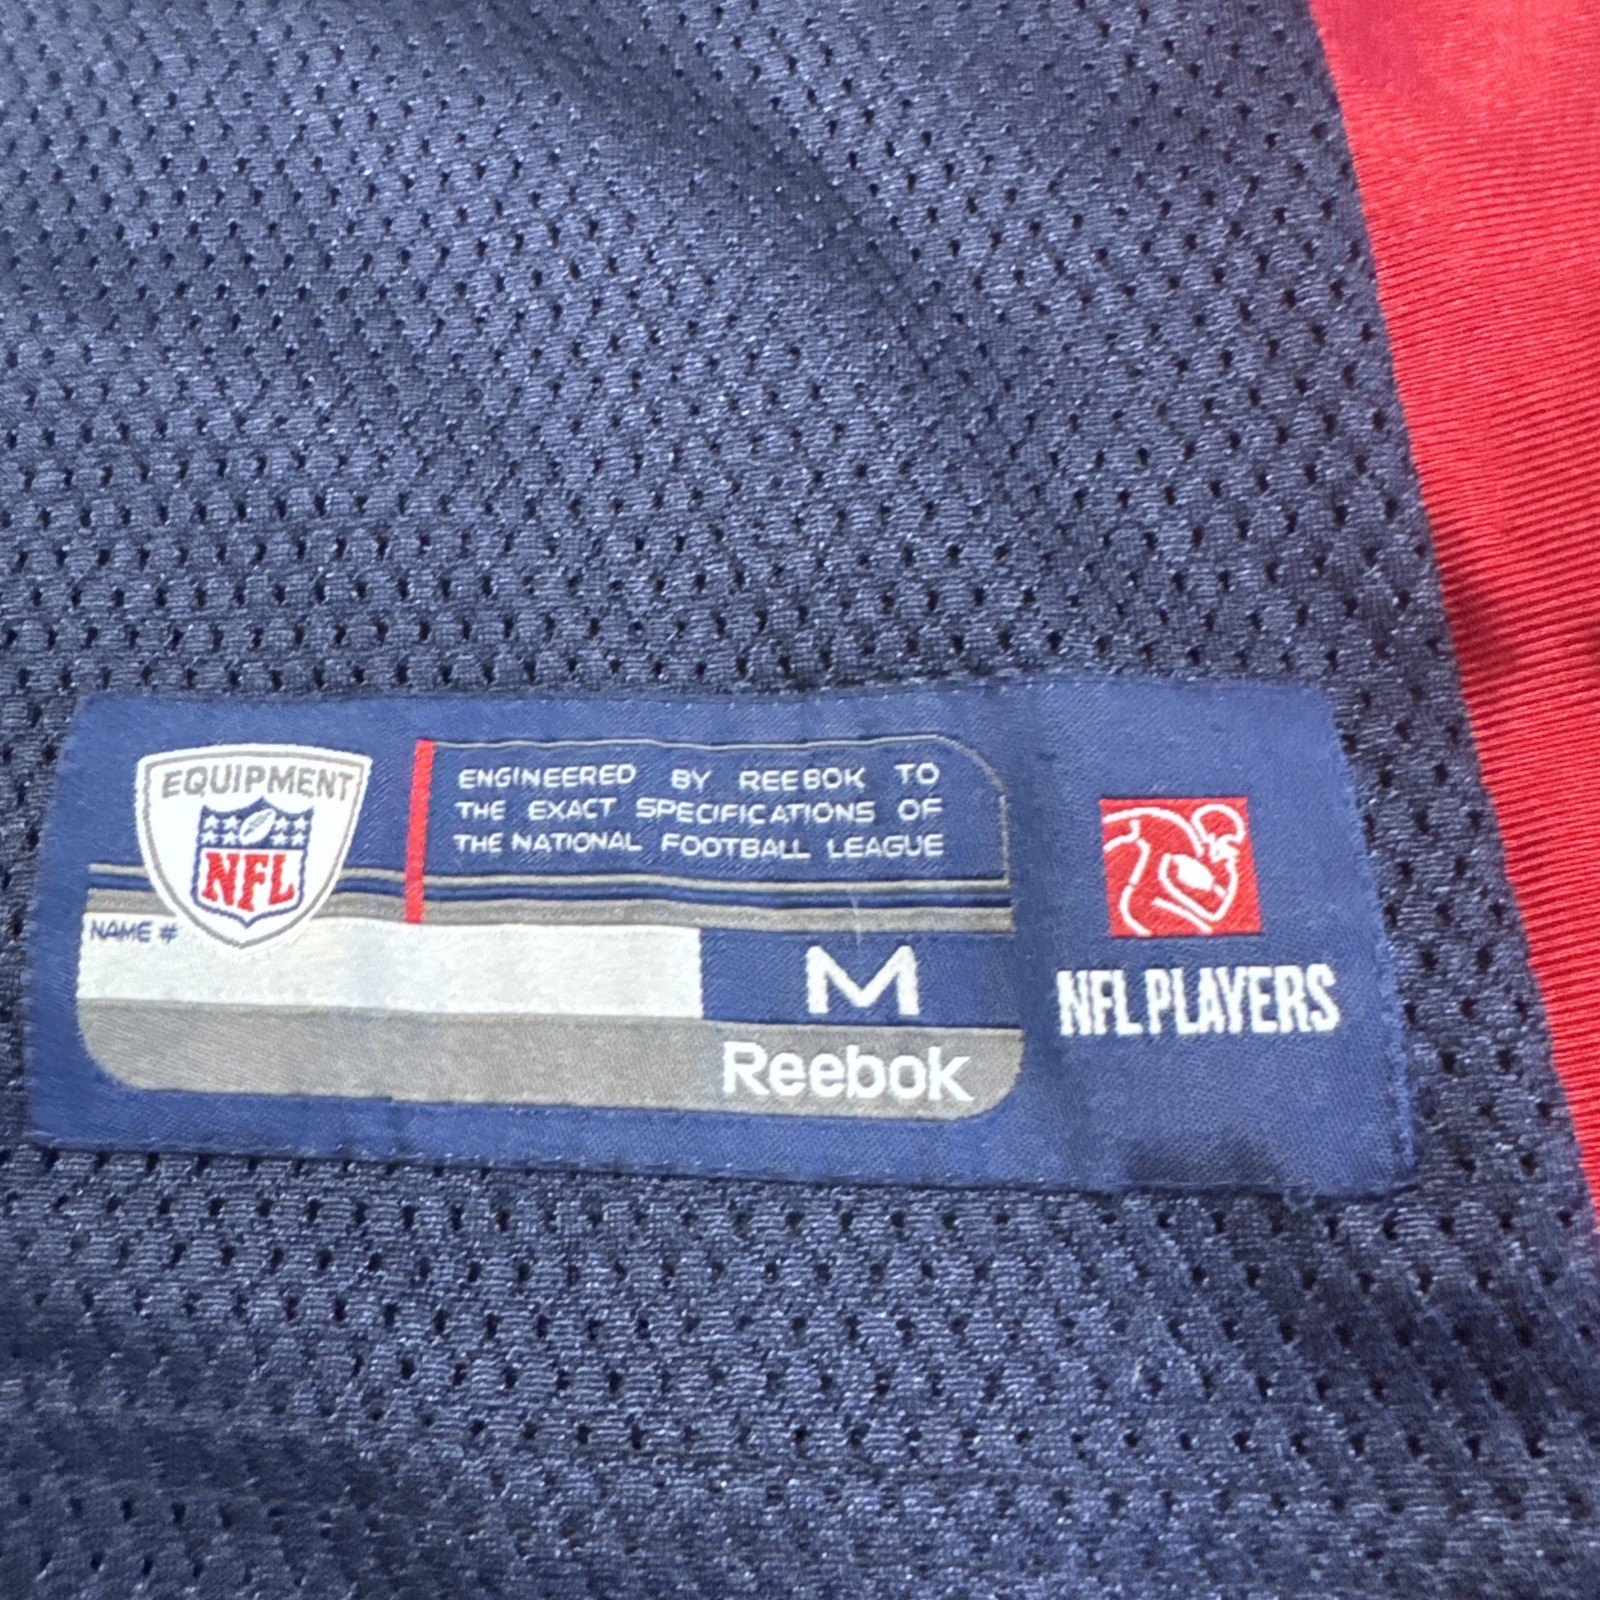 EQUIPMENT
NFL
ENGINEERED BY REEBOK TO
THE EXACT SPECIFICATIONS OF
THE NATIONAL FOOTBALL LEAGUE
NAME #
M
Reebok
NFL PLAYERS